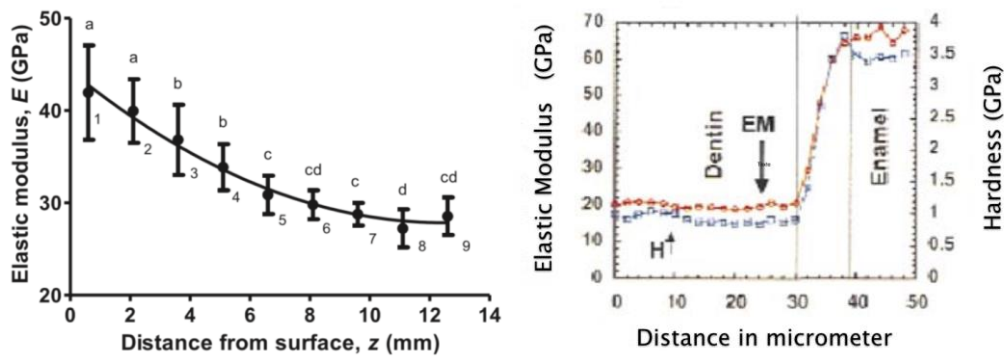 50
40
30
20
Elastic modulus, E (GPa)
a
a
b
b
c
cd
c
d
cd
1
2
3
4
5
6
7
8
9
0 2 4 6 8 10 12 14
Distance from surface, z (mm)
70
60
50
40
30
20
10
0
Elastic Modulus (GPa)
Dentin
EM
H
Enamel
4
3.5
3
2.5
2
1.5
1
0.5
0
Hardness (GPa)
0 10 20 30 40 50
Distance in micrometer